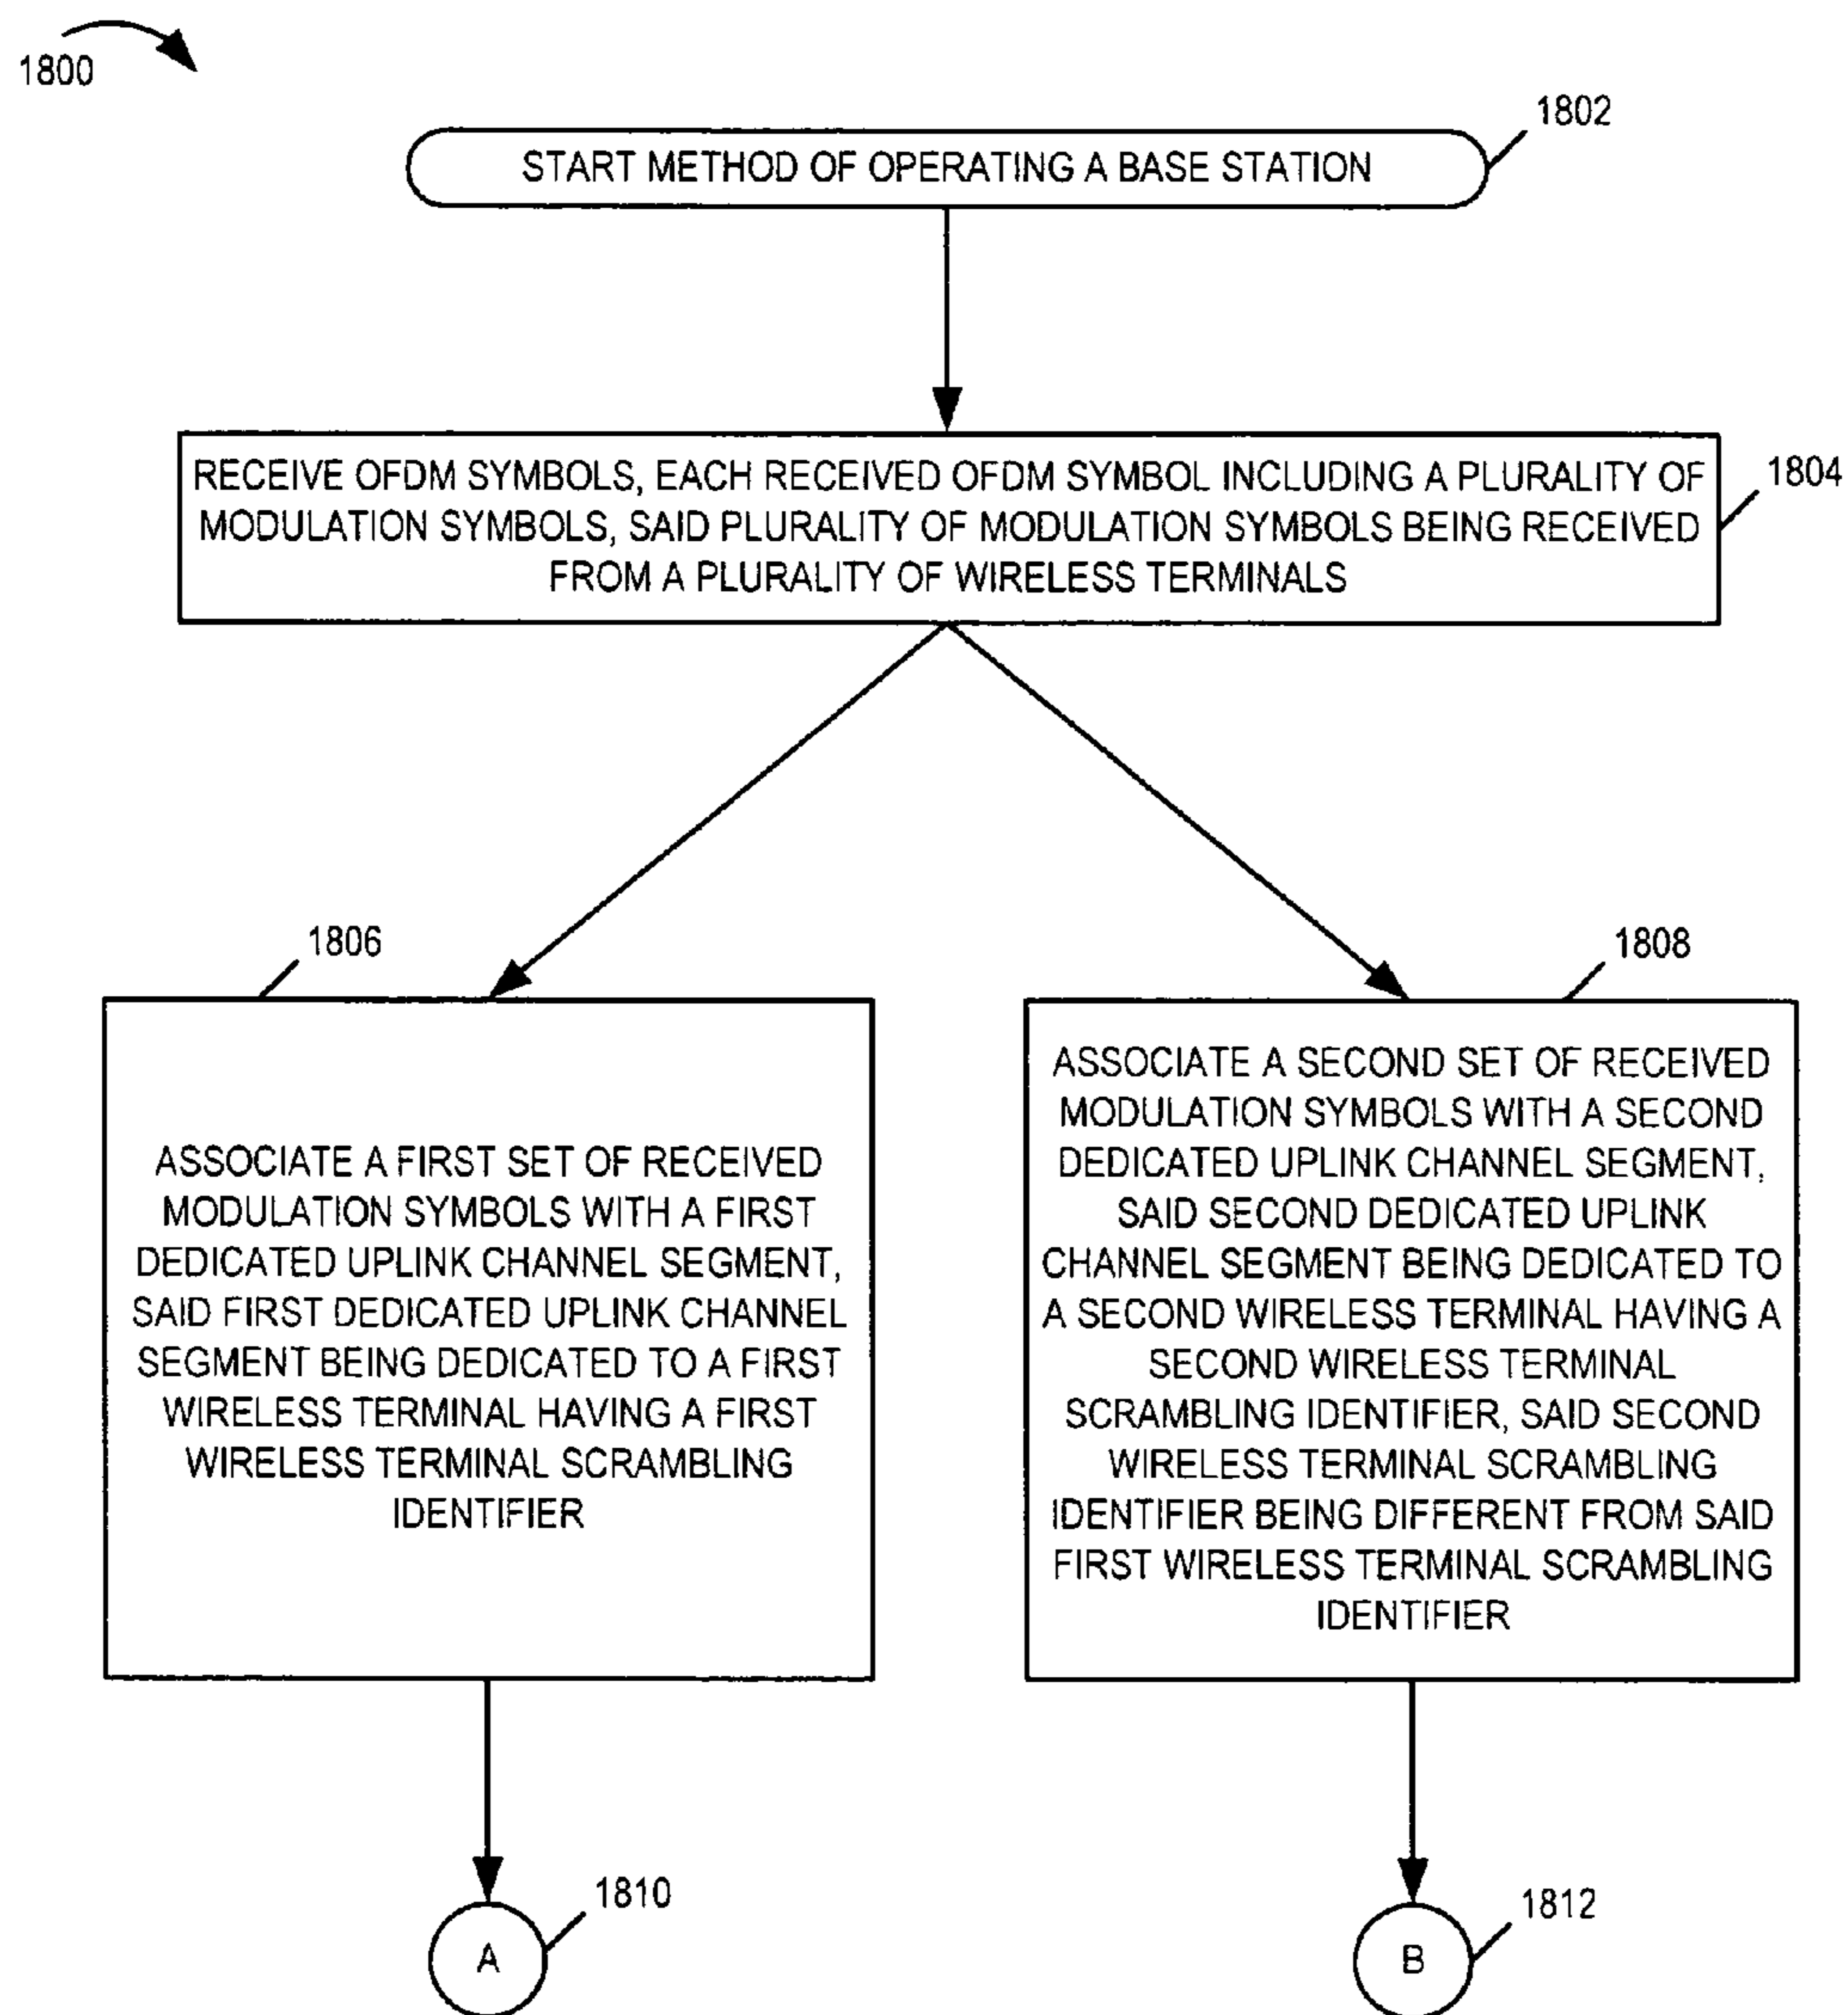 1800
1802
START METHOD OF OPERATING A BASE STATION
1804
RECEIVE OFDM SYMBOLS, EACH RECEIVED OFDM SYMBOL INCLUDING A PLURALITY OF
MODULATION SYMBOLS, SAID PLURALITY OF MODULATION SYMBOLS BEING RECEIVED
FROM A PLURALITY OF WIRELESS TERMINALS
1806
ASSOCIATE A FIRST SET OF RECEIVED
MODULATION SYMBOLS WITH A FIRST
DEDICATED UPLINK CHANNEL SEGMENT,
SAID FIRST DEDICATED UPLINK CHANNEL
SEGMENT BEING DEDICATED TO A FIRST
WIRELESS TERMINAL HAVING A FIRST
WIRELESS TERMINAL SCRAMBLING
IDENTIFIER
1808
ASSOCIATE A SECOND SET OF RECEIVED
MODULATION SYMBOLS WITH A SECOND
DEDICATED UPLINK CHANNEL SEGMENT,
SAID SECOND DEDICATED UPLINK
CHANNEL SEGMENT BEING DEDICATED TO
A SECOND WIRELESS TERMINAL HAVING A
SECOND WIRELESS TERMINAL
SCRAMBLING IDENTIFIER, SAID SECOND
WIRELESS TERMINAL SCRAMBLING
IDENTIFIER BEING DIFFERENT FROM SAID
FIRST WIRELESS TERMINAL SCRAMBLING
IDENTIFIER
1810
A
1812
B